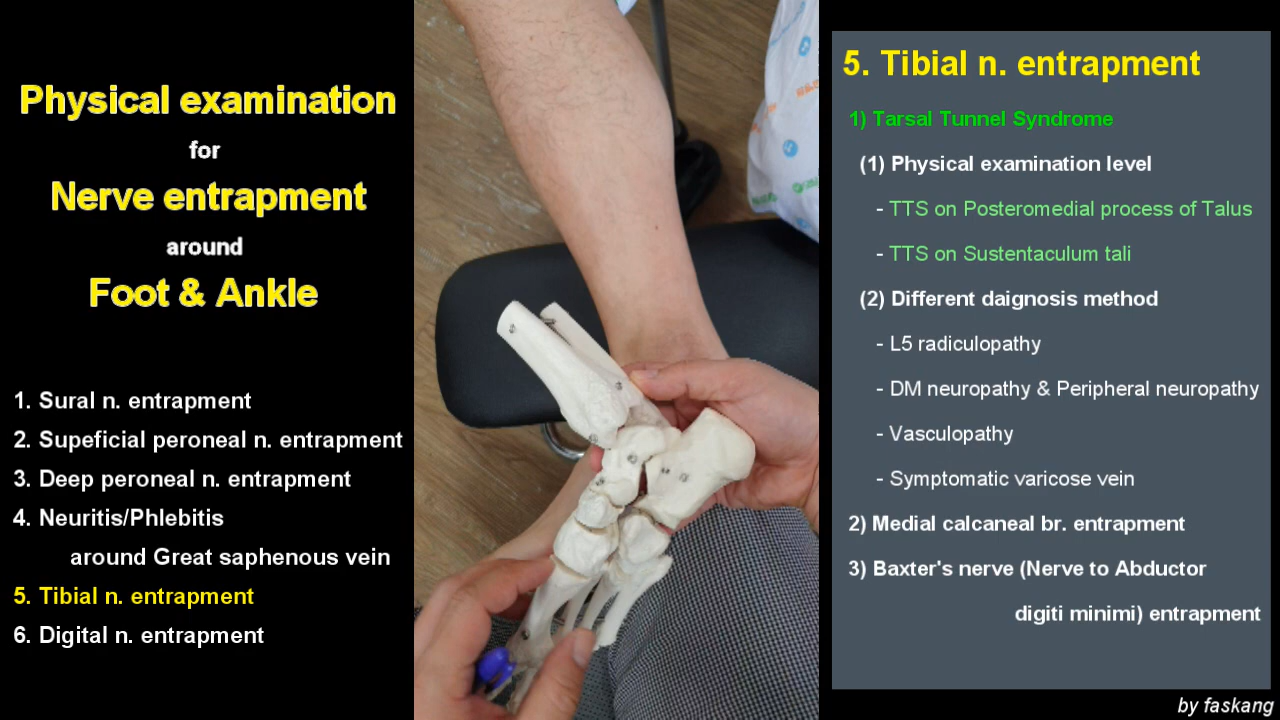 Physical examination
for
Nerve entrapment
around
Foot & Ankle
1. Sural n. entrapment
2. Supeficial peroneal n. entrapment
3. Deep peroneal n. entrapment
4. Neuritis/Phlebitis
around Great saphenous vein
5. Tibial n. entrapment
6. Digital n. entrapment
5. Tibial n. entrapment
1) Tarsal Tunnel Syndrome
(1) Physical examination level
- TTS on Posteromedial process of Talus
- TTS on Sustentaculum tali
(2) Different daignosis method
- L5 radiculopathy
- DM neuropathy & Peripheral neuropathy
- Vasculopathy
- Symptomatic varicose vein
2) Medial calcaneal br. entrapment
3) Baxter's nerve (Nerve to Abductor
digiti minimi) entrapment
by faskang